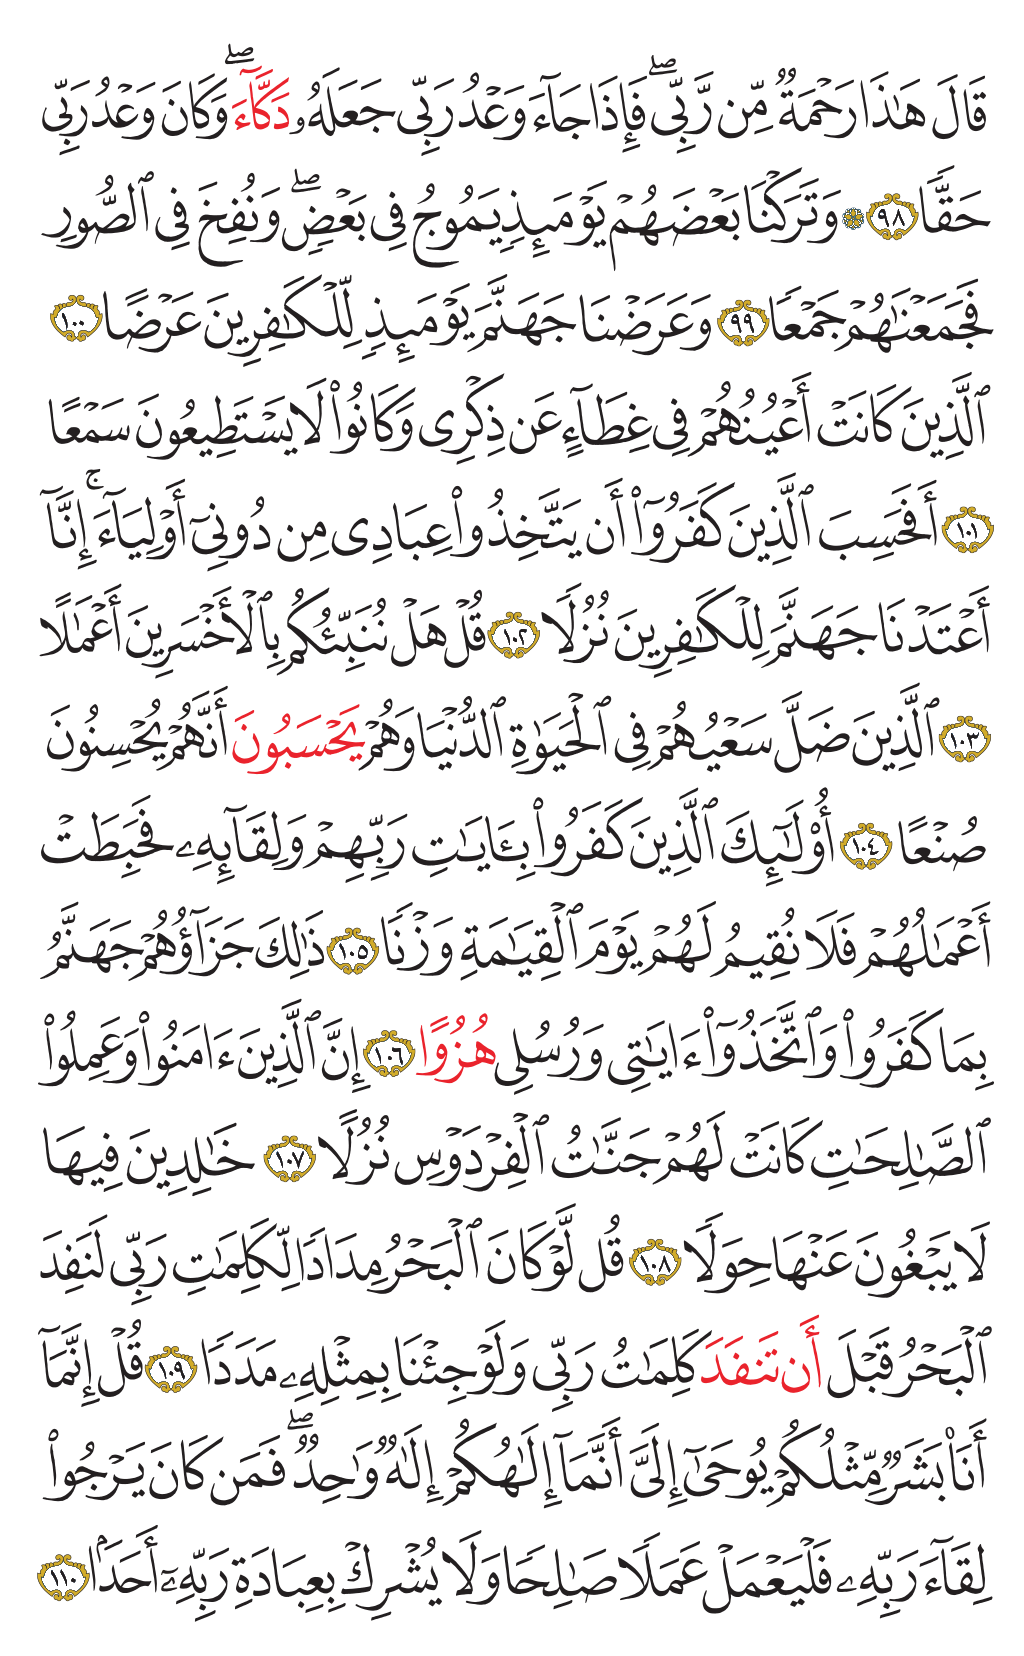 قَالَ هَٰذَا رَحْمَةٌ مِّن رَّبِّيۖ فَإِذَا جَآءَ وَعْدُ رَبِّي جَعَلَهُۥ دَكَّآءَۖ وَكَانَ وَعْدُ رَبِّي
حَقًّا ٩٨ ۞ وَتَرَكْنَا بَعْضَهُمْ يَوْمَئِذٍ يَمُوجُ فِي بَعْضٍۖ وَنُفِخَ فِي ٱلصُّورِ
فَجَمَعْنَٰهُمْ جَمْعًا ٩٩ وَعَرَضْنَا جَهَنَّمَ يَوْمَئِذٍ لِّلْكَٰفِرِينَ عَرْضًا ١٠٠
ٱلَّذِينَ كَانَتْ أَعْيُنُهُمْ فِي غِطَآءٍ عَن ذِكْرِي وَكَانُوا۟ لَا يَسْتَطِيعُونَ سَمْعًا
١٠١ أَفَحَسِبَ ٱلَّذِينَ كَفَرُوٓا۟ أَن يَتَّخِذُوا۟ عِبَادِي مِن دُونِيٓ أَوْلِيَآءَۚ إِنَّآ
أَعْتَدْنَا جَهَنَّمَ لِلْكَٰفِرِينَ نُزُلًا ١٠٢ قُلْ هَلْ نُنَبِّئُكُم بِٱلْأَخْسَرِينَ أَعْمَٰلًا
١٠٣ ٱلَّذِينَ ضَلَّ سَعْيُهُمْ فِي ٱلْحَيَوٰةِ ٱلدُّنْيَا وَهُمْ يَحْسَبُونَ أَنَّهُمْ يُحْسِنُونَ
صُنْعًا ١٠٤ أُو۟لَٰٓئِكَ ٱلَّذِينَ كَفَرُوا۟ بِـَٔايَٰتِ رَبِّهِمْ وَلِقَآئِهِۦ فَحَبِطَتْ
أَعْمَٰلُهُمْ فَلَا نُقِيمُ لَهُمْ يَوْمَ ٱلْقِيَٰمَةِ وَزْنًا ١٠٥ ذَٰلِكَ جَزَآؤُهُمْ جَهَنَّمُ
بِمَا كَفَرُوا۟ وَٱتَّخَذُوٓا۟ ءَايَٰتِي وَرُسُلِي هُزُوًا ١٠٦ إِنَّ ٱلَّذِينَ ءَامَنُوا۟ وَعَمِلُوا۟
ٱلصَّٰلِحَٰتِ كَانَتْ لَهُمْ جَنَّٰتُ ٱلْفِرْدَوْسِ نُزُلًا ١٠٧ خَٰلِدِينَ فِيهَا
لَا يَبْغُونَ عَنْهَا حِوَلًا ١٠٨ قُل لَّوْ كَانَ ٱلْبَحْرُ مِدَادًا لِّكَلِمَٰتِ رَبِّي لَنَفِدَ
ٱلْبَحْرُ قَبْلَ أَن تَنفَدَ كَلِمَٰتُ رَبِّي وَلَوْ جِئْنَا بِمِثْلِهِۦ مَدَدًا ١٠٩ قُلْ إِنَّمَآ
أَنَا۠ بَشَرٌ مِّثْلُكُمْ يُوحَىٰٓ إِلَيَّ أَنَّمَآ إِلَٰهُكُمْ إِلَٰهٌ وَٰحِدٌۖ فَمَن كَانَ يَرْجُوا۟
لِقَآءَ رَبِّهِۦ فَلْيَعْمَلْ عَمَلًا صَٰلِحًا وَلَا يُشْرِكْ بِعِبَادَةِ رَبِّهِۦٓ أَحَدَۢا ١١٠